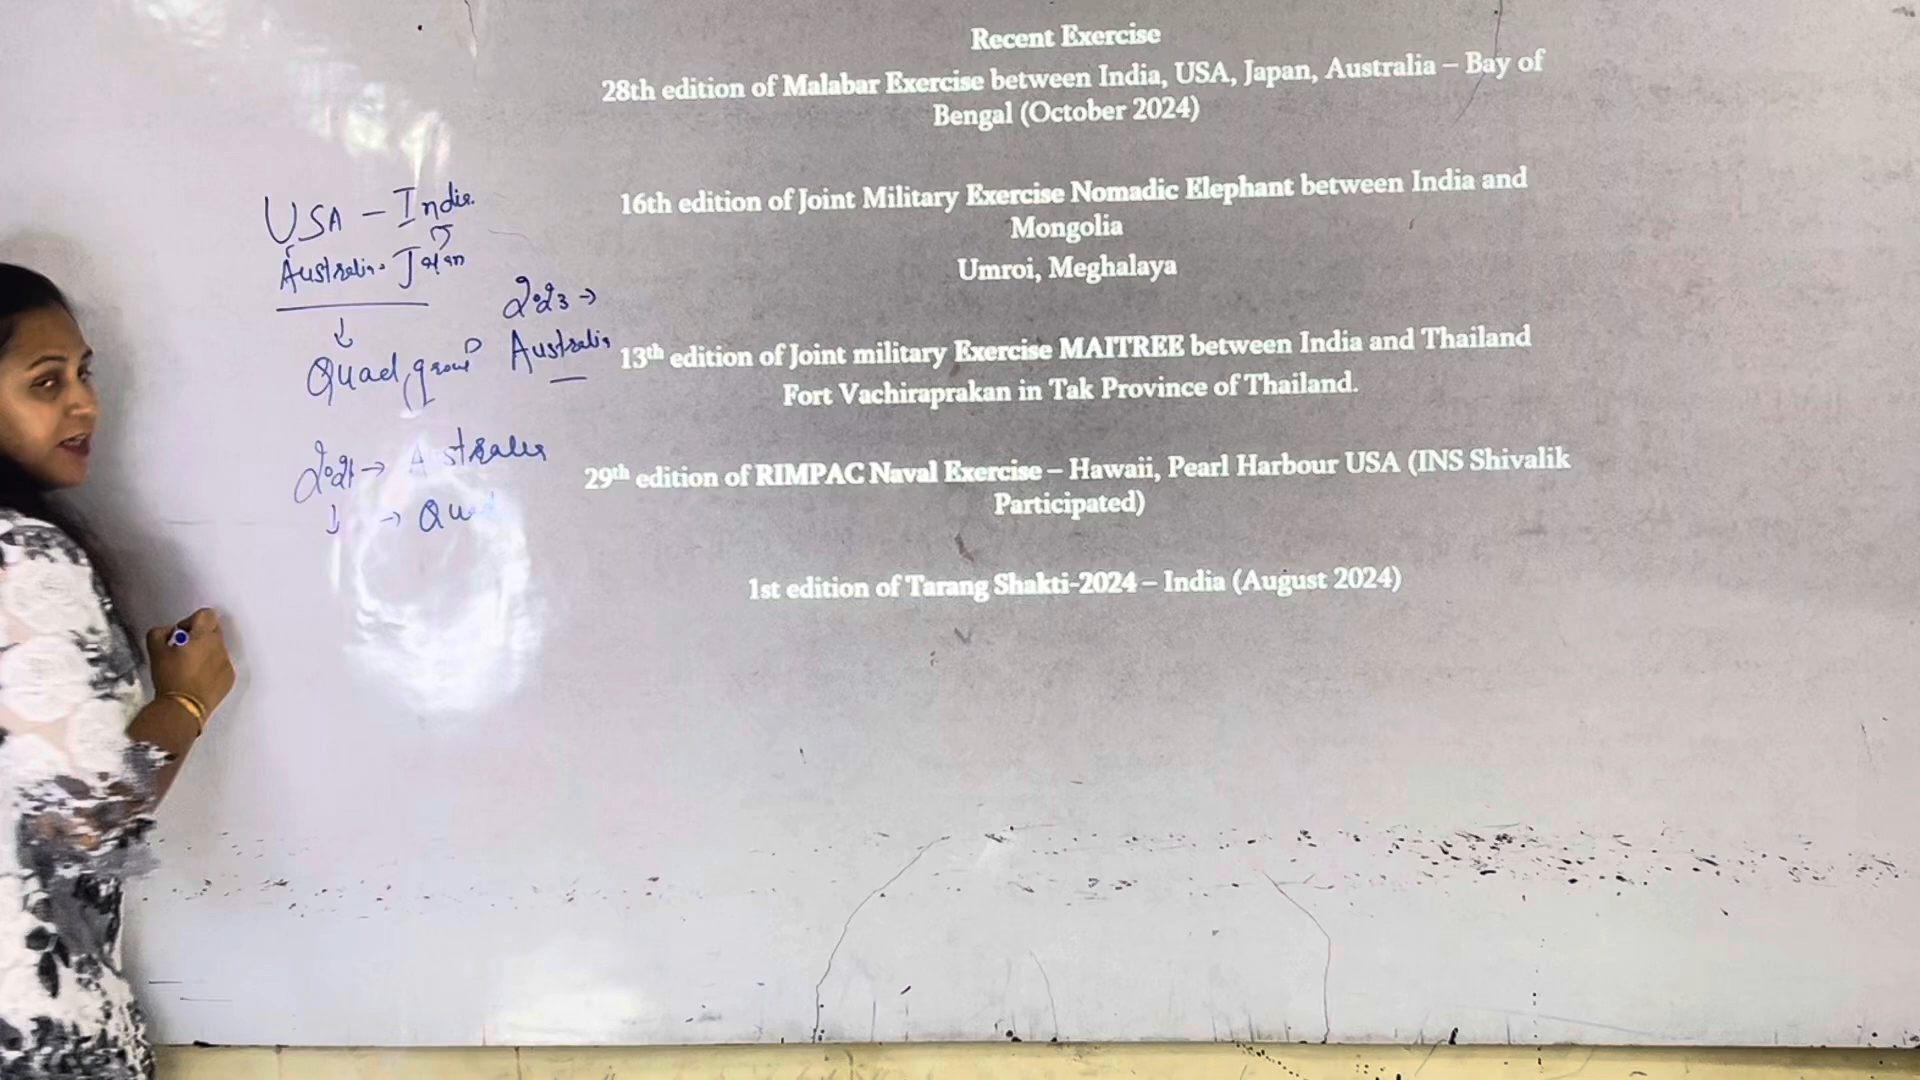 Recent Exercise
28th edition of Malabar Exercise between India, USA, Japan, Australia – Bay of
Bengal (October 2024)
16th edition of Joint Military Exercise Nomadic Elephant between India and
Mongolia
Umroi, Meghalaya
13th edition of Joint military Exercise MAITREE between India and Thailand
Fort Vachiraprakan in Tak Province of Thailand.
29th edition of RIMPAC Naval Exercise – Hawaii, Pearl Harbour USA (INS Shivalik
Participated)
1st edition of Tarang Shakti-2024 – India (August 2024)
USA – India
Australia - Japan
↓
Quad group
2023 →
Australia
→
↓ → Qu